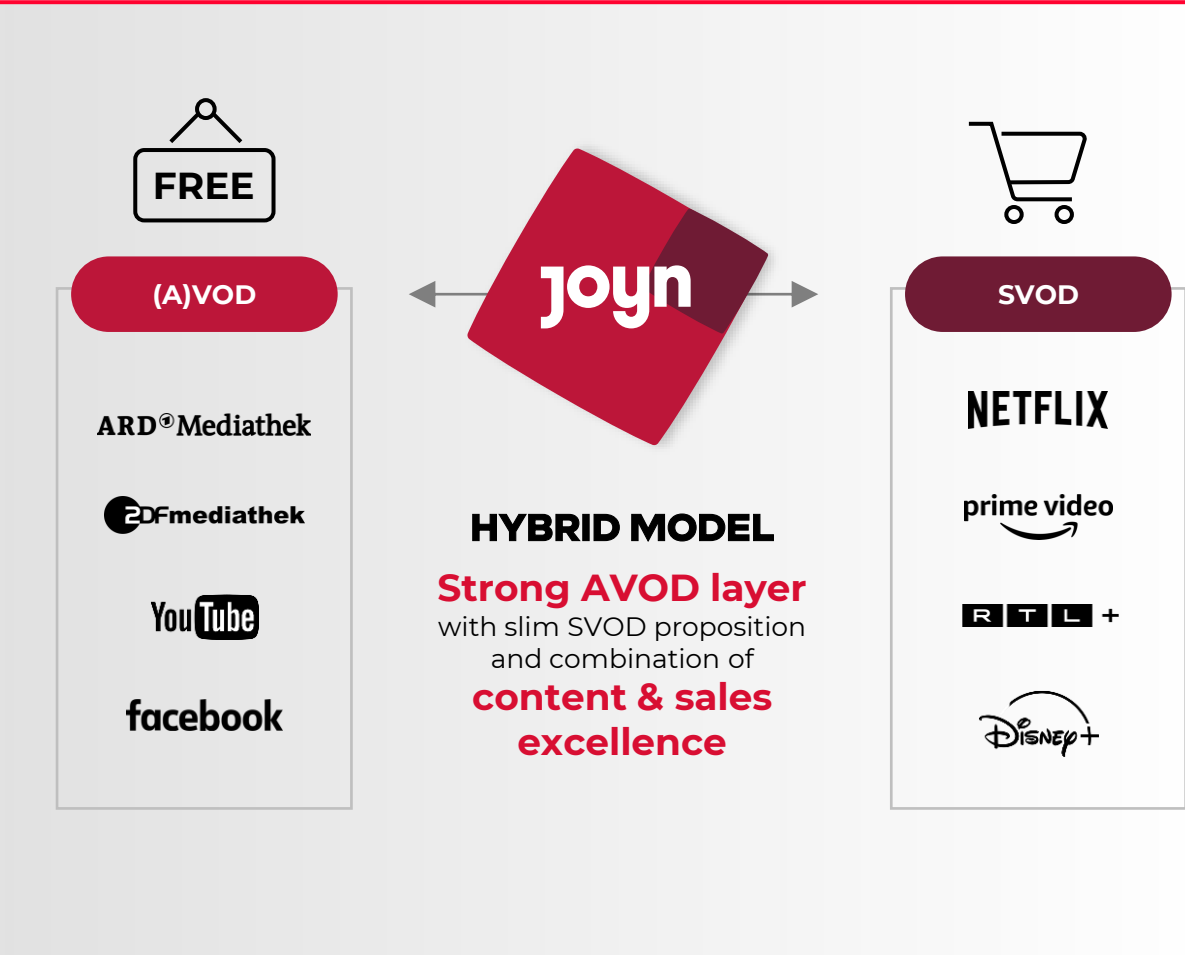 FREE
(A)VOD
ARD Mediathek
ZDFmediathek
YouTube
facebook
joyn
HYBRID MODEL
Strong AVOD layer
with slim SVOD proposition
and combination of
content & sales
excellence
SVOD
NETFLIX
prime video
RTL+
Disney+